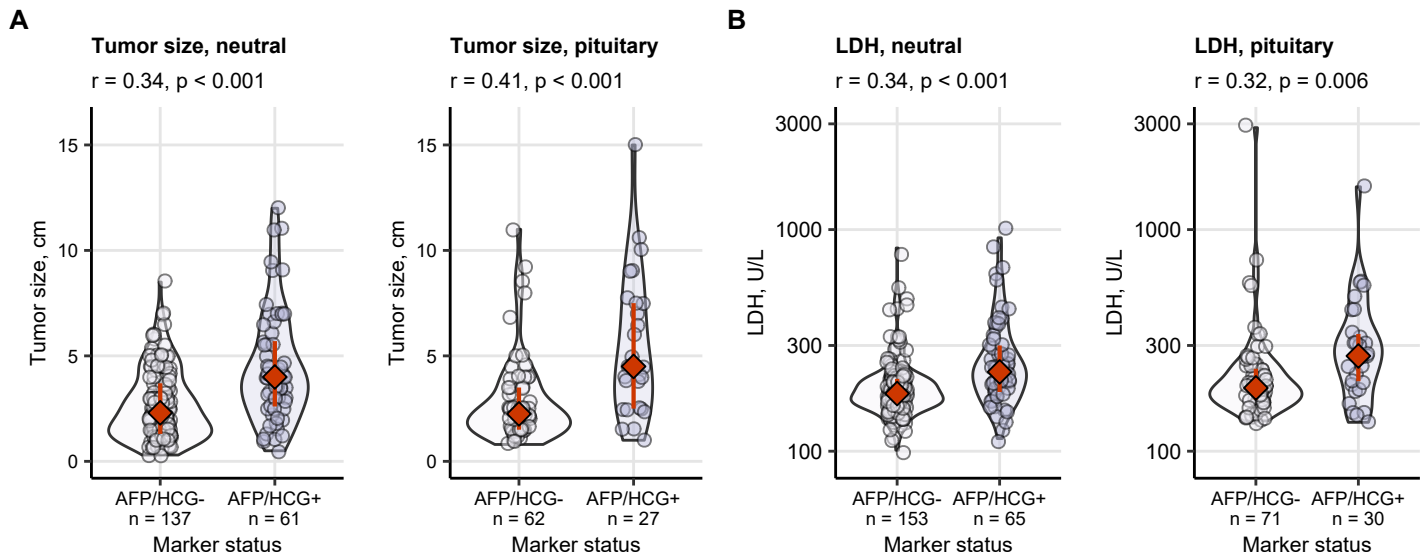 A
Tumor size, neutral
r = 0.34, p < 0.001
Tumor size, cm
15
10
5
0
AFP/HCG-
n = 137
AFP/HCG+
n = 61
Marker status
Tumor size, pituitary
r = 0.41, p < 0.001
Tumor size, cm
15
10
5
0
AFP/HCG-
n = 62
AFP/HCG+
n = 27
Marker status
B
LDH, neutral
r = 0.34, p < 0.001
LDH, U/L
3000
1000
300
100
AFP/HCG-
n = 153
AFP/HCG+
n = 65
Marker status
LDH, pituitary
r = 0.32, p = 0.006
LDH, U/L
3000
1000
300
100
AFP/HCG-
n = 71
AFP/HCG+
n = 30
Marker status